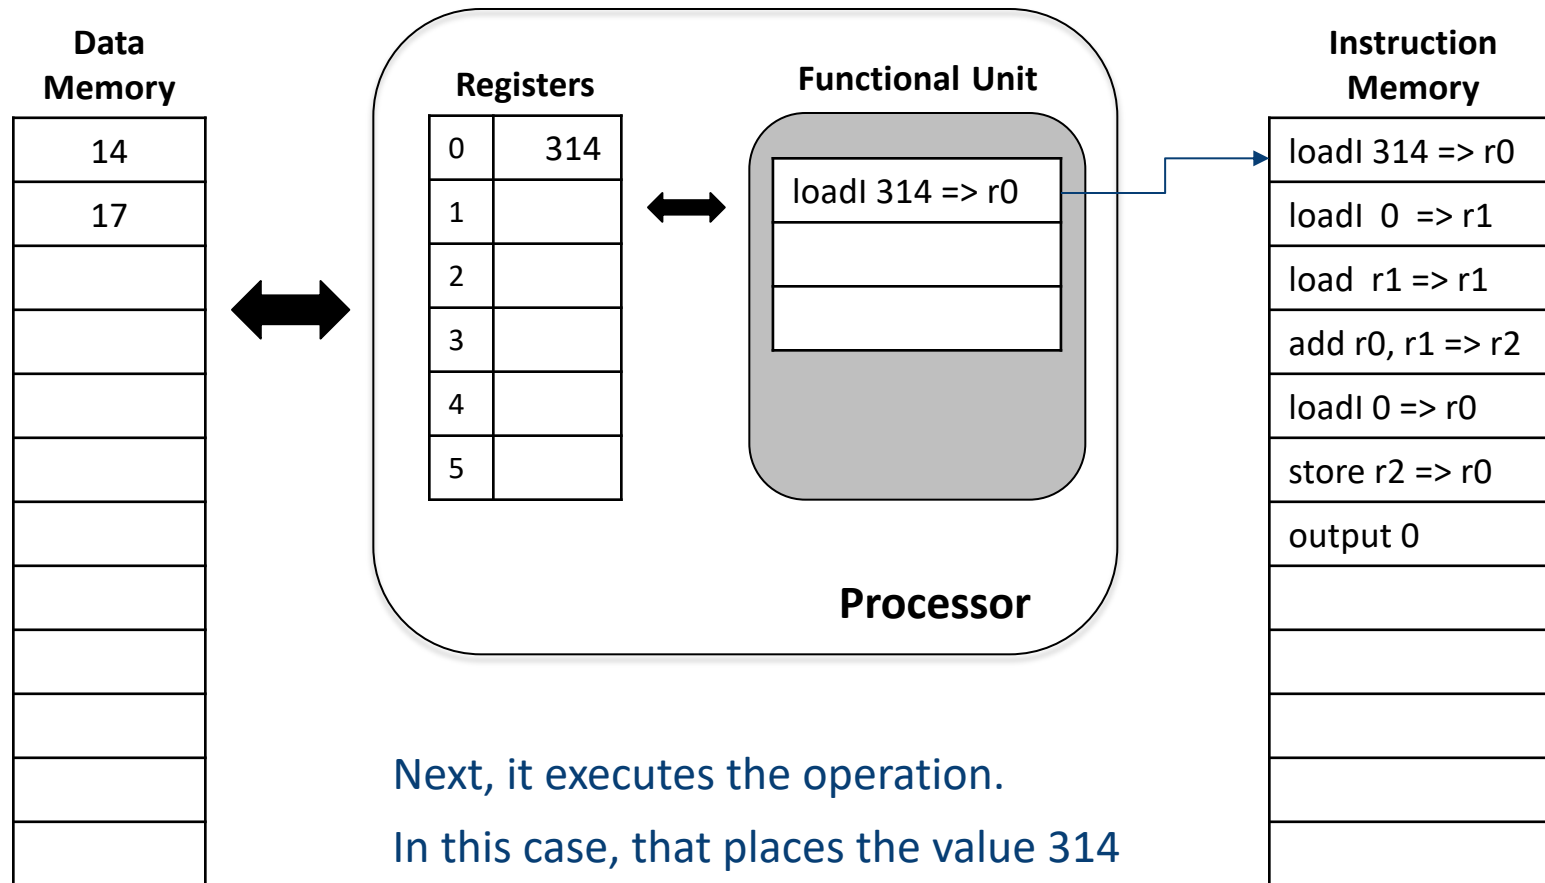 Data
Memory
14
17
Registers
0 314
1
2
3
4
5
Functional Unit
loadI 314 => r0
Processor
Instruction
Memory
loadI 314 => r0
loadI 0 => r1
load r1 => r1
add r0, r1 => r2
loadI 0 => r0
store r2 => r0
output 0
Next, it executes the operation.
In this case, that places the value 314